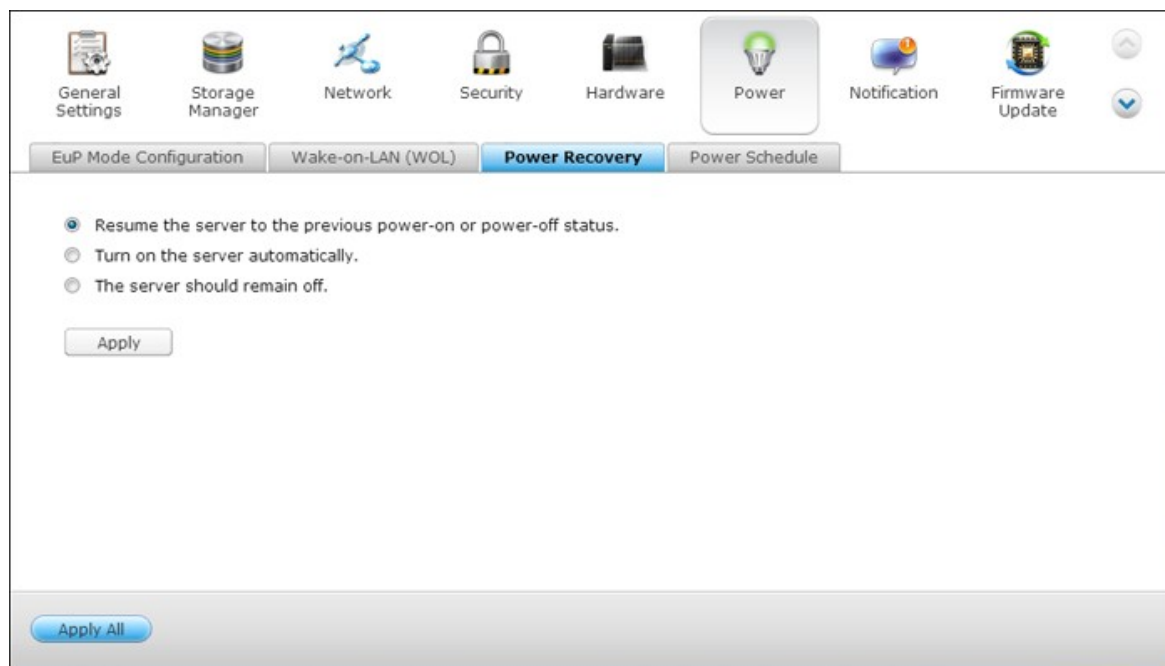 General
Settings
Storage
Manager
Network
Security
Hardware
Power
Notification
Firmware
Update
EuP Mode Configuration
Wake-on-LAN (WOL)
Power Recovery
Power Schedule
Resume the server to the previous power-on or power-off status.
Turn on the server automatically.
The server should remain off.
Apply
Apply All